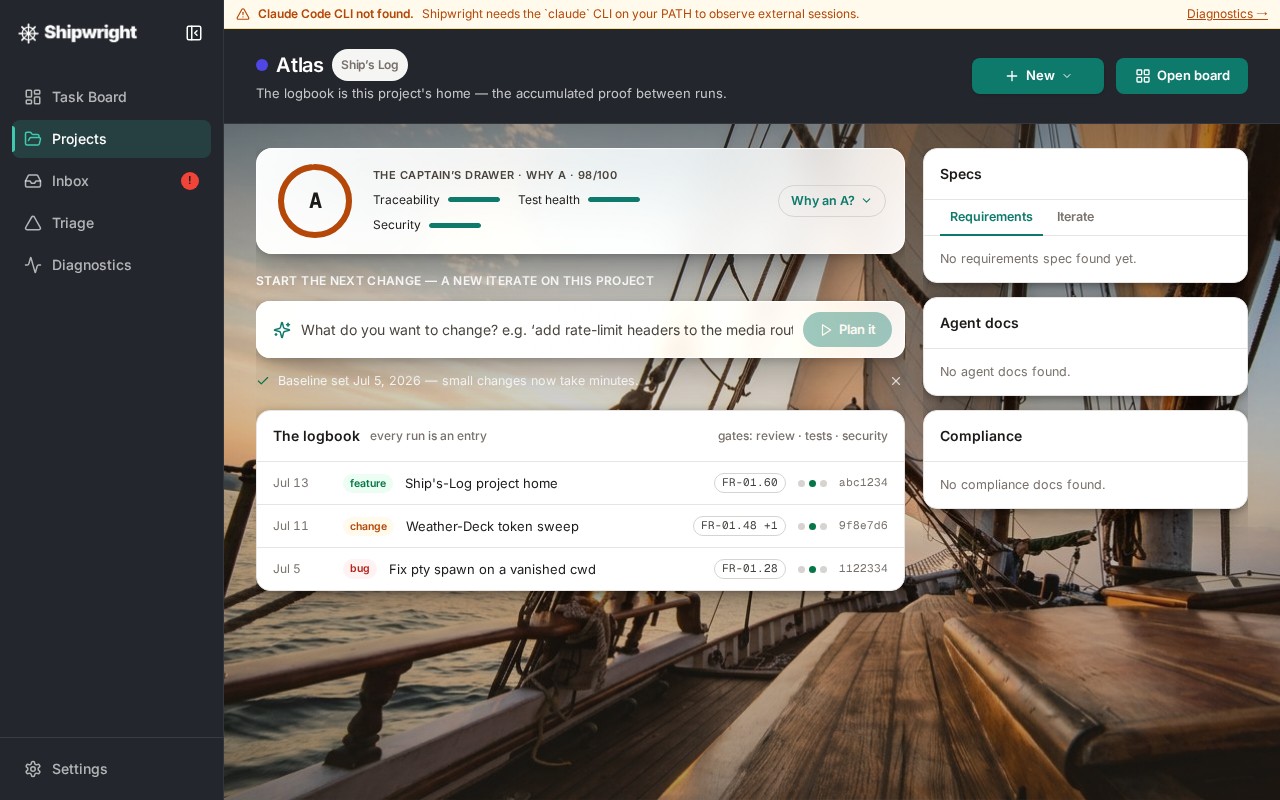 Claude Code CLI not found. Shipwright needs the `claude` CLI on your PATH to observe external sessions. Diagnostics →
Shipwright
Task Board
Projects
Inbox !
Triage
Diagnostics
Settings
Atlas Ship's Log
The logbook is this project's home — the accumulated proof between runs.
New
Open board
A
THE CAPTAIN'S DRAWER · WHY A · 98/100
Traceability Test health
Security
Why an A?
START THE NEXT CHANGE — A NEW ITERATE ON THIS PROJECT
What do you want to change? e.g. ‘add rate-limit headers to the media rout
Plan it
Baseline set Jul 5, 2026 — small changes now take minutes.
The logbook every run is an entry gates: review · tests · security
Jul 13 feature Ship's-Log project home FR-01.60 abc1234
Jul 11 change Weather-Deck token sweep FR-01.48 +1 9f8e7d6
Jul 5 bug Fix pty spawn on a vanished cwd FR-01.28 1122334
Specs
Requirements Iterate
No requirements spec found yet.
Agent docs
No agent docs found.
Compliance
No compliance docs found.